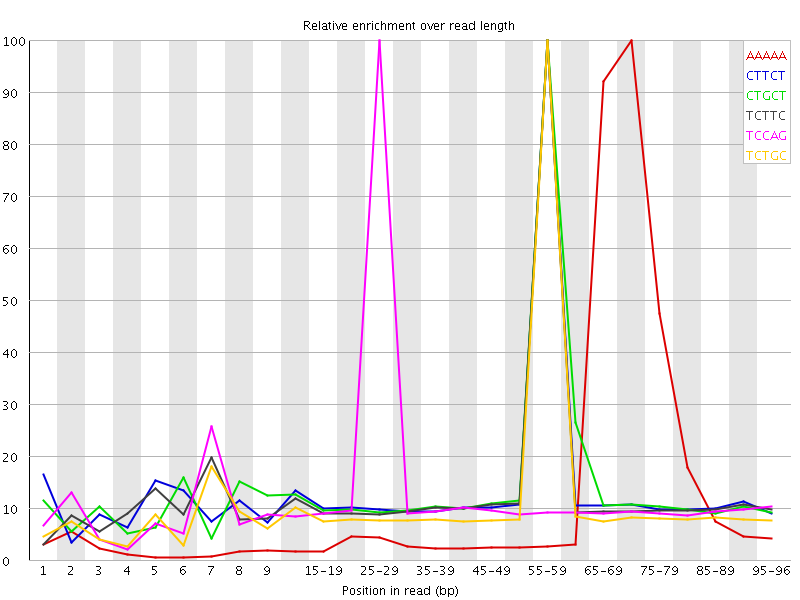 Relative enrichment over read length
100
90
80
70
60
50
40
30
20
10
0
AAAAA
CTTCT
CTGCT
TCTTC
TCCAG
TCTGC
1 2 3 4 5 6 7 8 9 15-19 25-29 35-39 45-49 55-59 65-69 75-79 85-89 95-96
Position in read (bp)